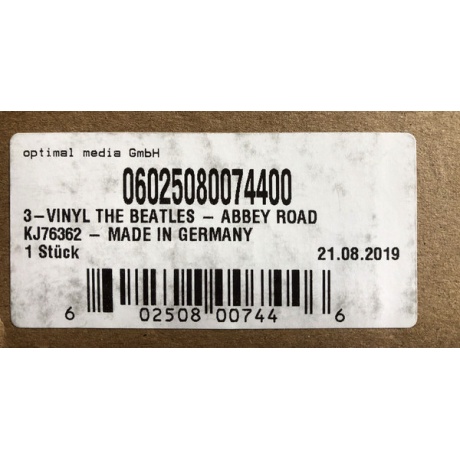 optimal media GmbH
06025080074400
3-VINYL THE BEATLES - ABBEY ROAD
KJ76362 - MADE IN GERMANY
1 Stück 21.08.2019
6 02508 00744 6